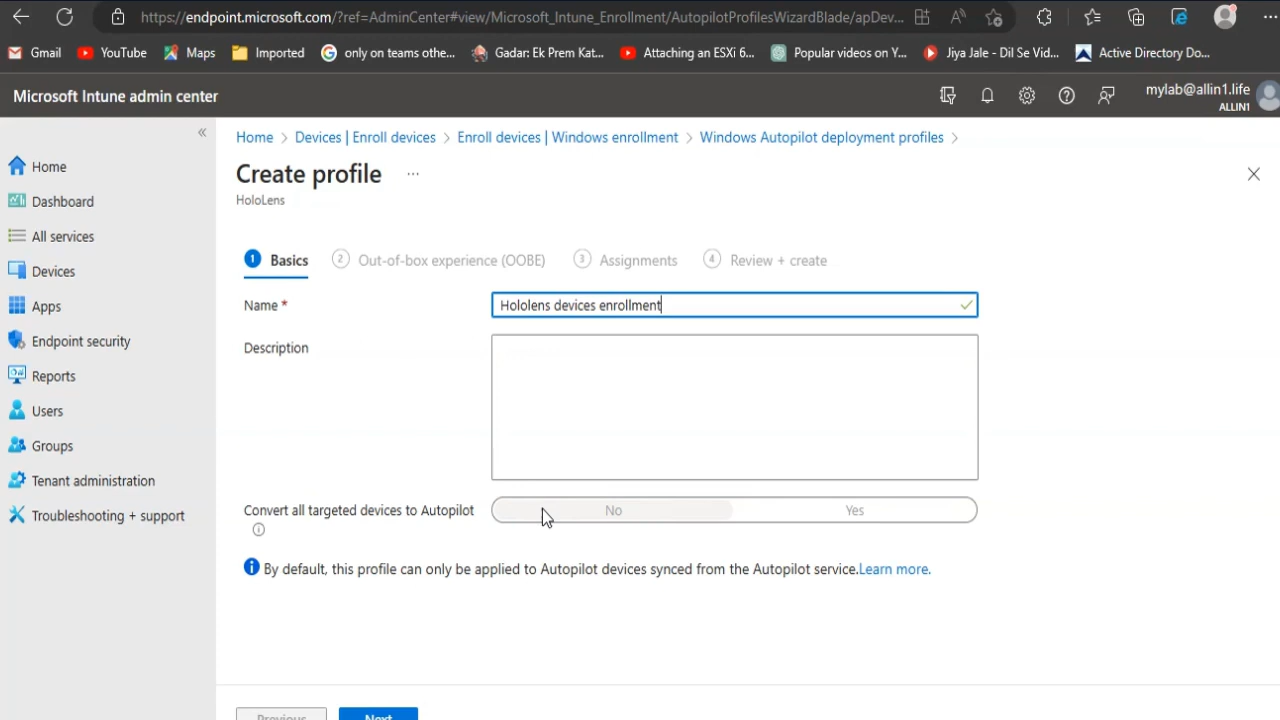 https://endpoint.microsoft.com/?ref=AdminCenter#view/Microsoft_Intune_Enrollment/AutopilotProfilesWizardBlade/apDev...
Gmail YouTube Maps Imported only on teams othe... Gadar: Ek Prem Kat... Attaching an ESXi 6... Popular videos on Y... Jiya Jale - Dil Se Vid... Active Directory Do...
Microsoft Intune admin center
mylab@allin1.life
ALLIN1
Home > Devices | Enroll devices > Enroll devices | Windows enrollment > Windows Autopilot deployment profiles >
Create profile ...
HoloLens
Home
Dashboard
All services
Devices
Apps
Endpoint security
Reports
Users
Groups
Tenant administration
Troubleshooting + support
1 Basics 2 Out-of-box experience (OOBE) 3 Assignments 4 Review + create
Name * Hololens devices enrollment
Description
Convert all targeted devices to Autopilot No Yes
By default, this profile can only be applied to Autopilot devices synced from the Autopilot service.Learn more.
Previous Next